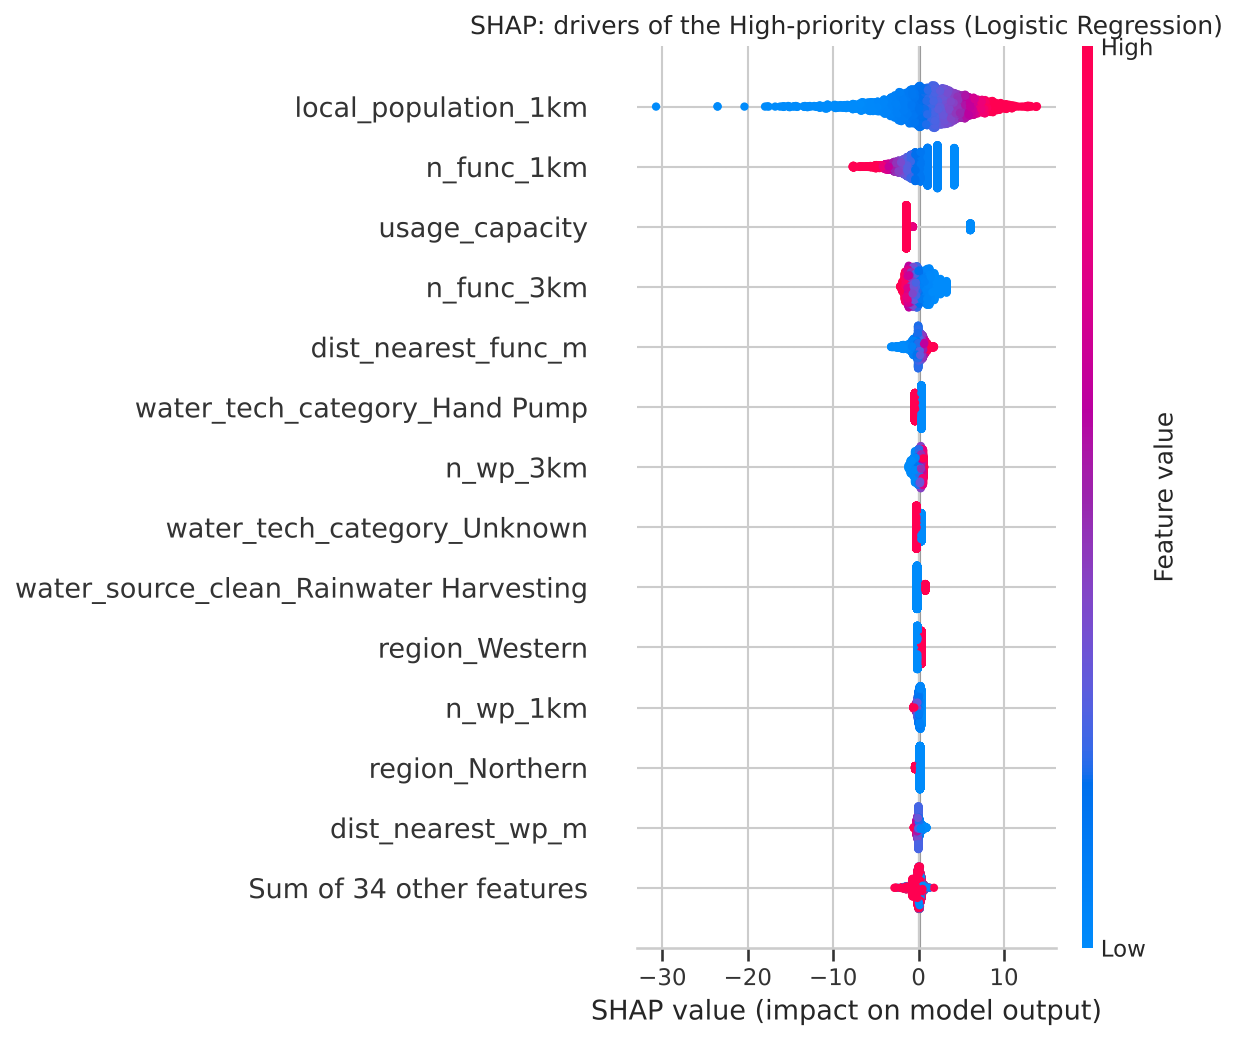 SHAP: drivers of the High-priority class (Logistic Regression)
High
local_population_1km
n_func_1km
usage_capacity
n_func_3km
dist_nearest_func_m
water_tech_category_Hand Pump
n_wp_3km
water_tech_category_Unknown
water_source_clean_Rainwater Harvesting
region_Western
n_wp_1km
region_Northern
dist_nearest_wp_m
Sum of 34 other features
Feature value
Low
−30 −20 −10 0 10
SHAP value (impact on model output)